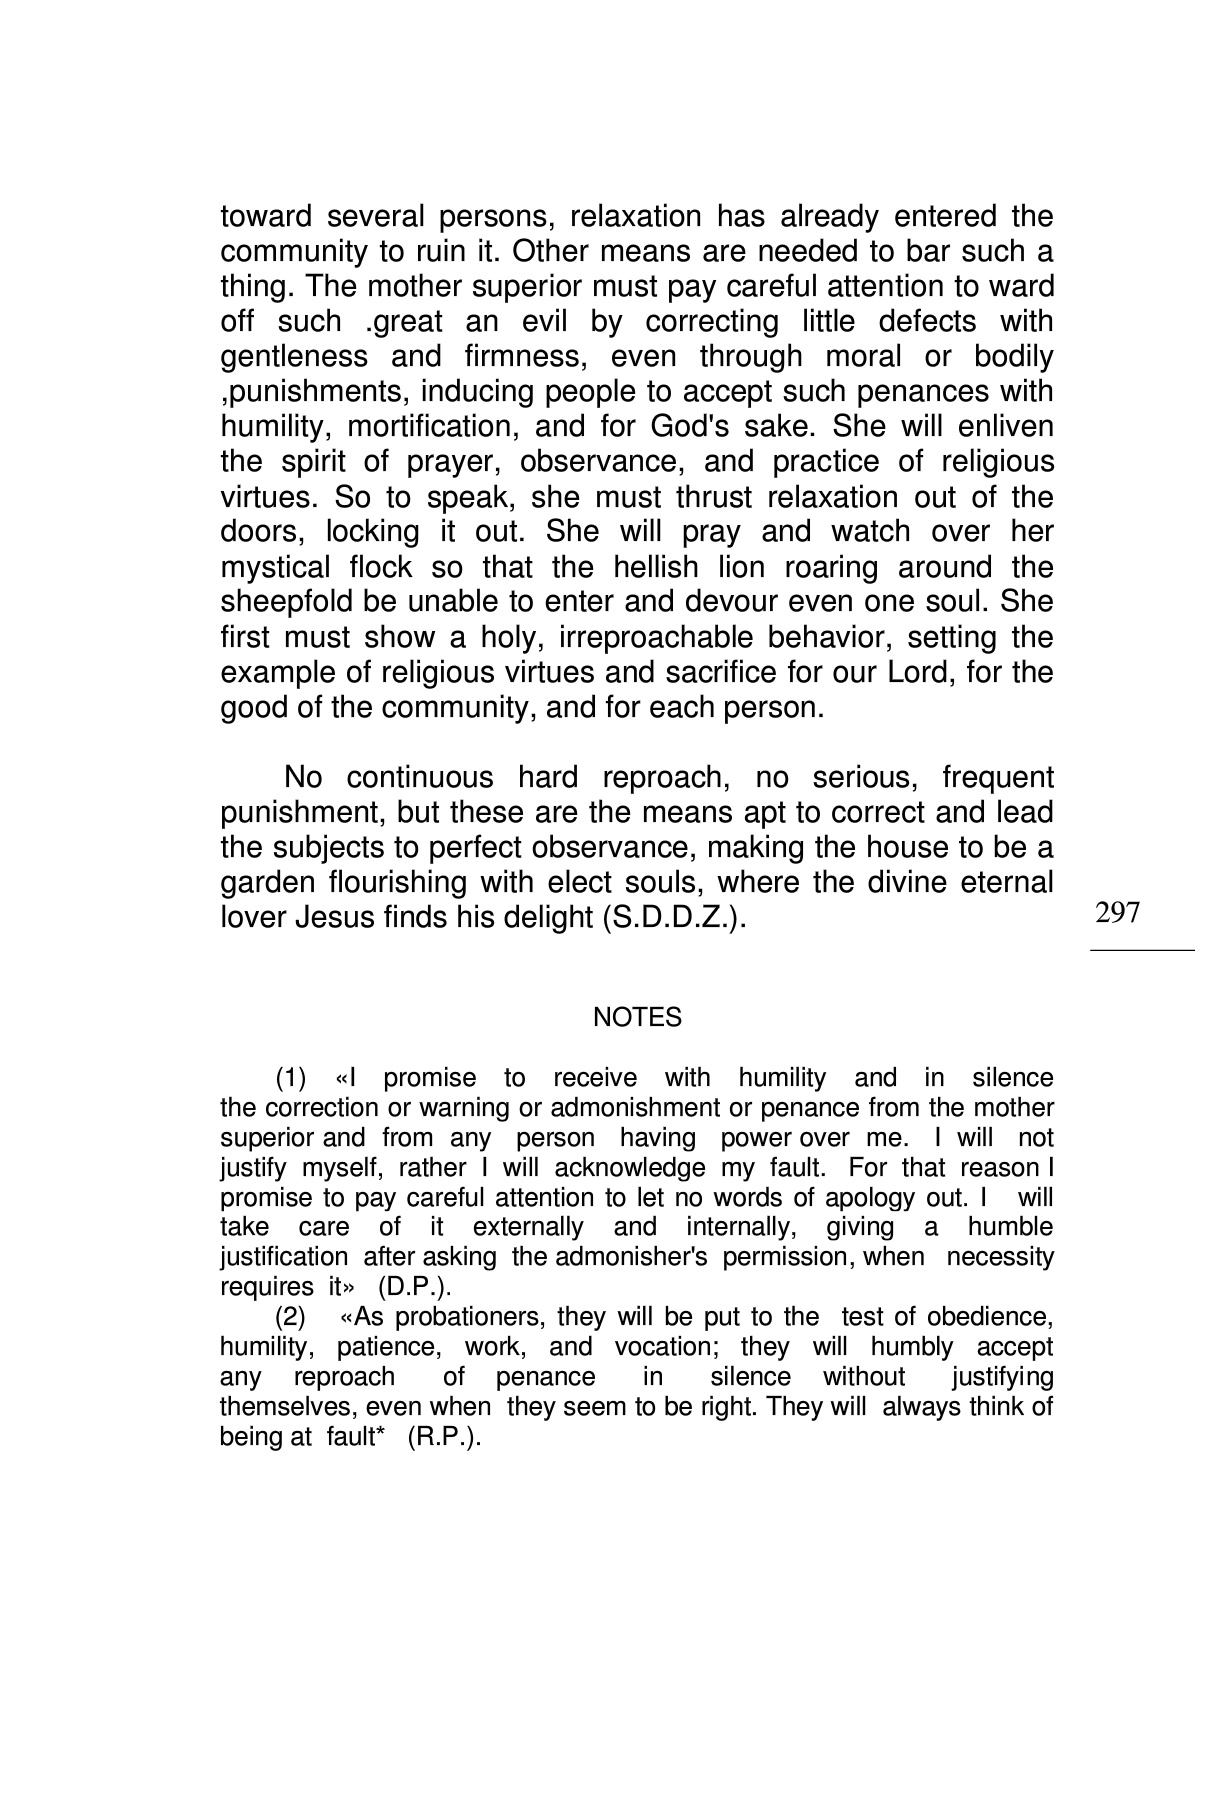 toward several persons, relaxation has already entered the
community to ruin it. Other means are needed to bar such a
thing. The mother superior must pay careful attention to ward
off such .great an evil by correcting little defects with
gentleness and firmness, even through moral or bodily
,punishments, inducing people to accept such penances with
humility, mortification, and for God's sake. She will enliven
the spirit of prayer, observance, and practice of religious
virtues. So to speak, she must thrust relaxation out of the
doors, locking it out. She will pray and watch over her
mystical flock so that the hellish lion roaring around the
sheepfold be unable to enter and devour even one soul. She
first must show a holy, irreproachable behavior, setting the
example of religious virtues and sacrifice for our Lord, for the
good of the community, and for each person.
No continuous hard reproach, no serious, frequent
punishment, but these are the means apt to correct and lead
the subjects to perfect observance, making the house to be a
garden flourishing with elect souls, where the divine eternal
lover Jesus finds his delight (S.D.D.Z.).
297
NOTES
(1) «I promise to receive with humility and in silence
the correction or warning or admonishment or penance from the mother
superior and from any person having power over me. I will not
justify myself, rather I will acknowledge my fault. For that reason I
promise to pay careful attention to let no words of apology out. I will
take care of it externally and internally, giving a humble
justification after asking the admonisher's permission, when necessity
requires it» (D.P.).
(2) «As probationers, they will be put to the test of obedience,
humility, patience, work, and vocation; they will humbly accept
any reproach of penance in silence without justifying
themselves, even when they seem to be right. They will always think of
being at fault* (R.P.).